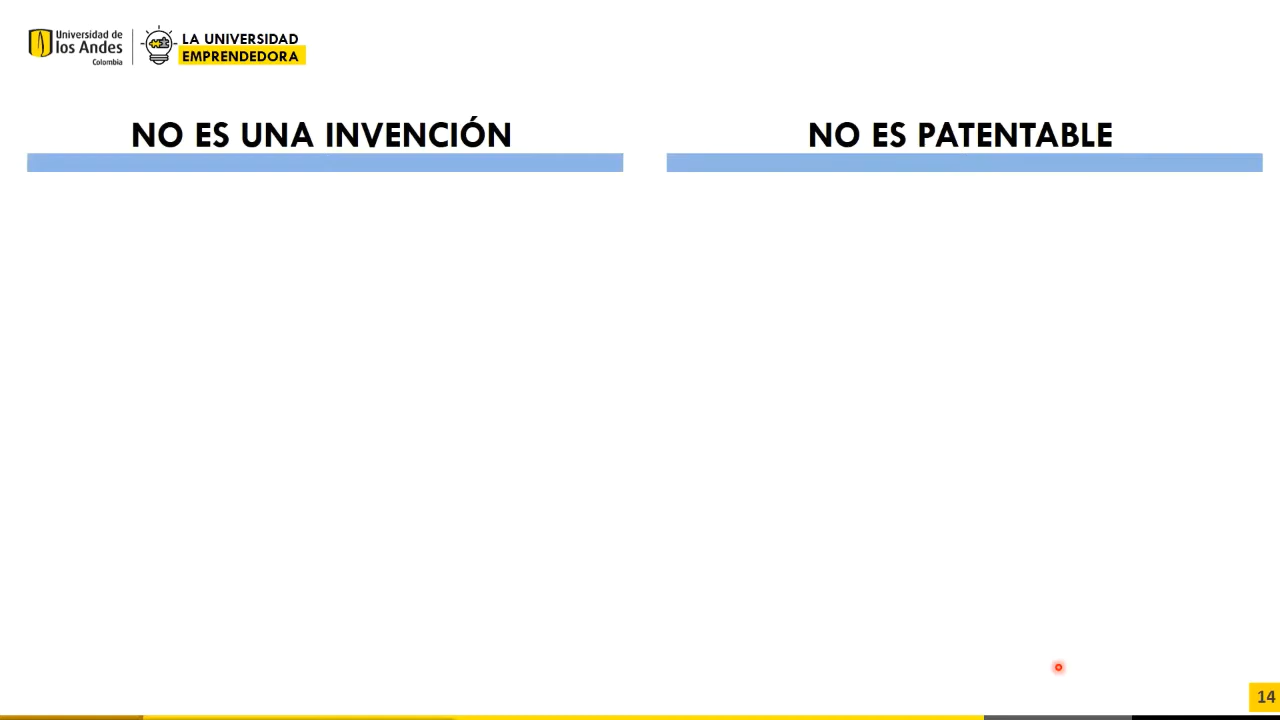 Universidad de
los Andes
Colombia
LA UNIVERSIDAD
EMPRENDEDORA
NO ES UNA INVENCIÓN
NO ES PATENTABLE
14